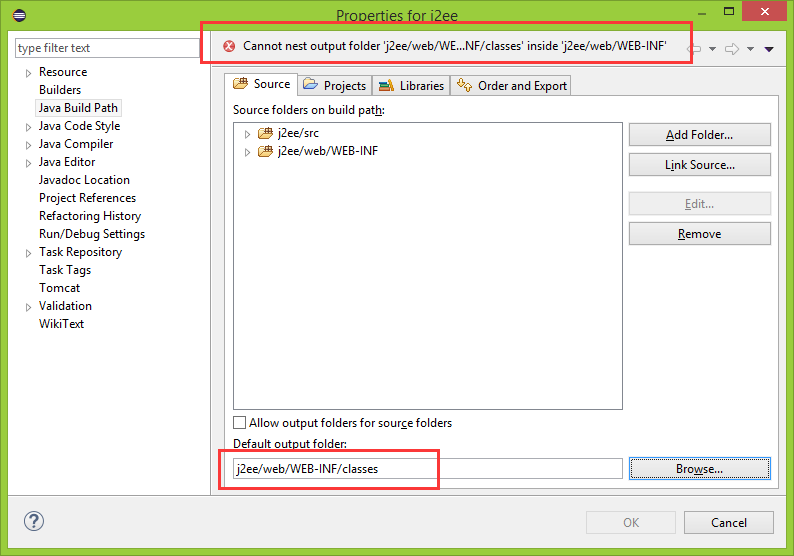 Properties for j2ee
type filter text
Cannot nest output folder 'j2ee/web/WE...NF/classes' inside 'j2ee/web/WEB-INF'
Resource
Builders
Java Build Path
Java Code Style
Java Compiler
Java Editor
Javadoc Location
Project References
Refactoring History
Run/Debug Settings
Task Repository
Task Tags
Tomcat
Validation
WikiText
Source
Projects
Libraries
Order and Export
Source folders on build path:
j2ee/src
j2ee/web/WEB-INF
Add Folder...
Link Source...
Edit...
Remove
Allow output folders for source folders
Default output folder:
j2ee/web/WEB-INF/classes
Browse...
?
OK
Cancel